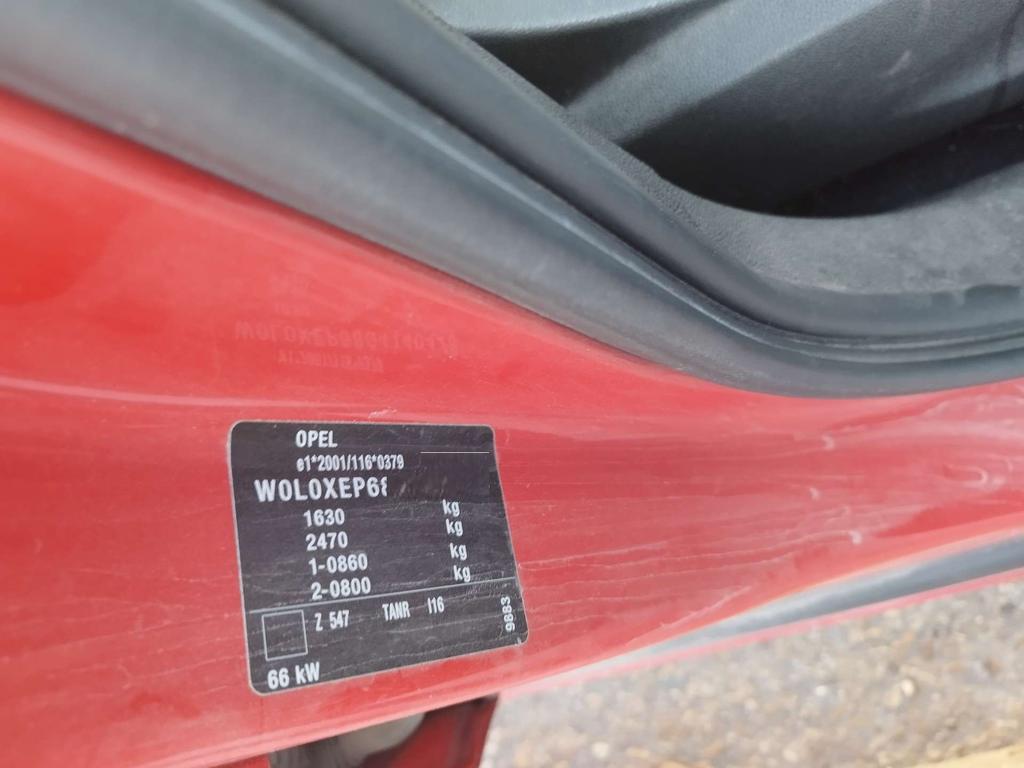 OPEL
e1*2001/116*0379
W0L0XEP68
1630 kg
2470 kg
1-0860 kg
2-0800 kg
Z 547 TANR I16
9883
66 kW